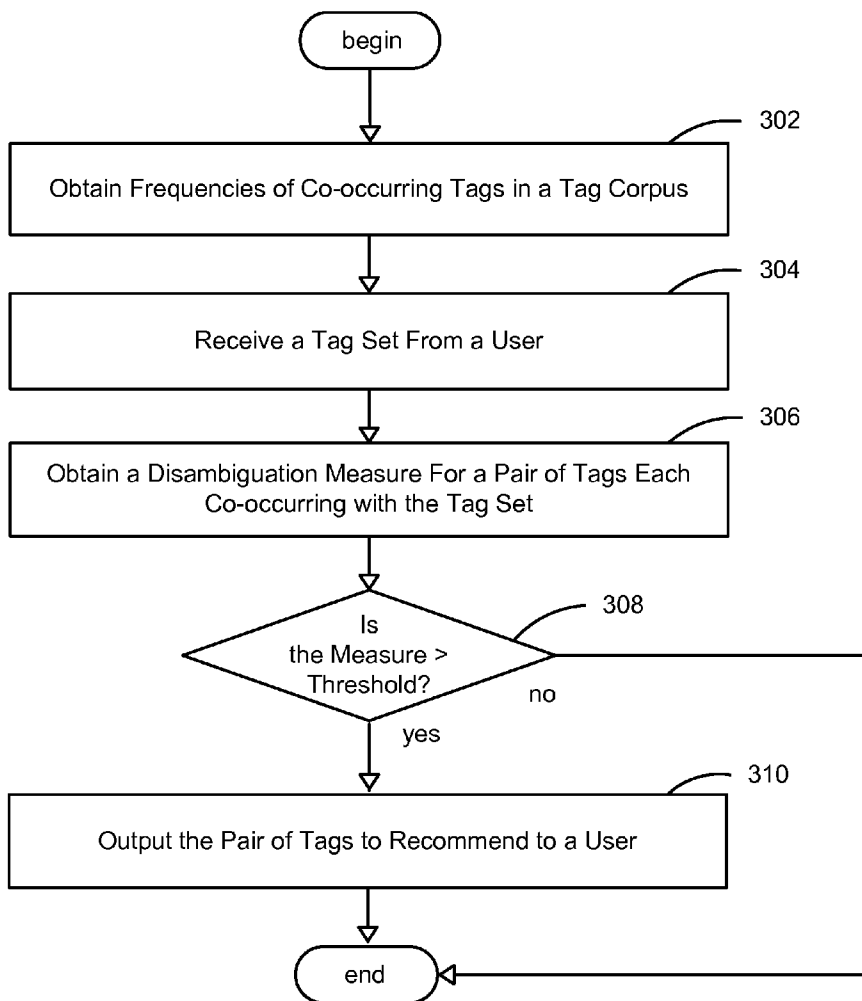 begin
302
Obtain Frequencies of Co-occurring Tags in a Tag Corpus
304
Receive a Tag Set From a User
306
Obtain a Disambiguation Measure For a Pair of Tags Each
Co-occurring with the Tag Set
308
Is
the Measure >
Threshold?
no
yes
310
Output the Pair of Tags to Recommend to a User
end